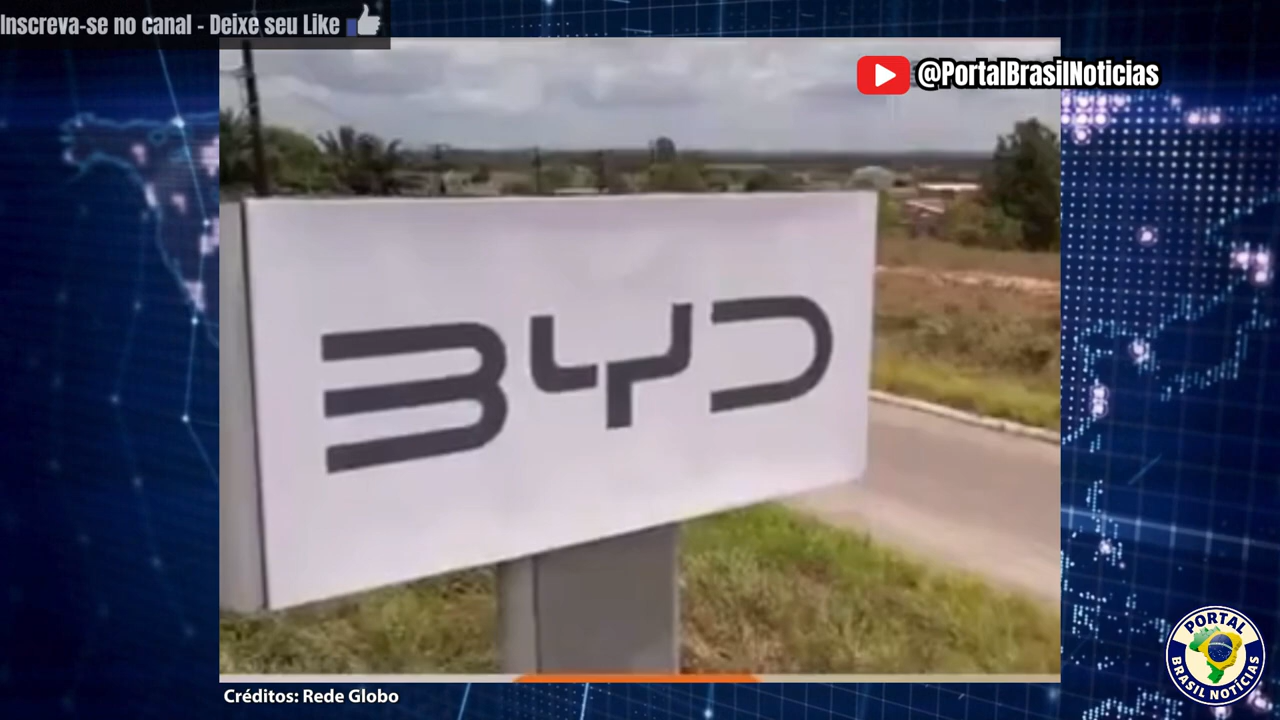 Inscreva-se no canal - Deixe seu Like
@PortalBrasilNoticias
BYD
Créditos: Rede Globo
PORTAL
BRASIL NOTÍCIAS